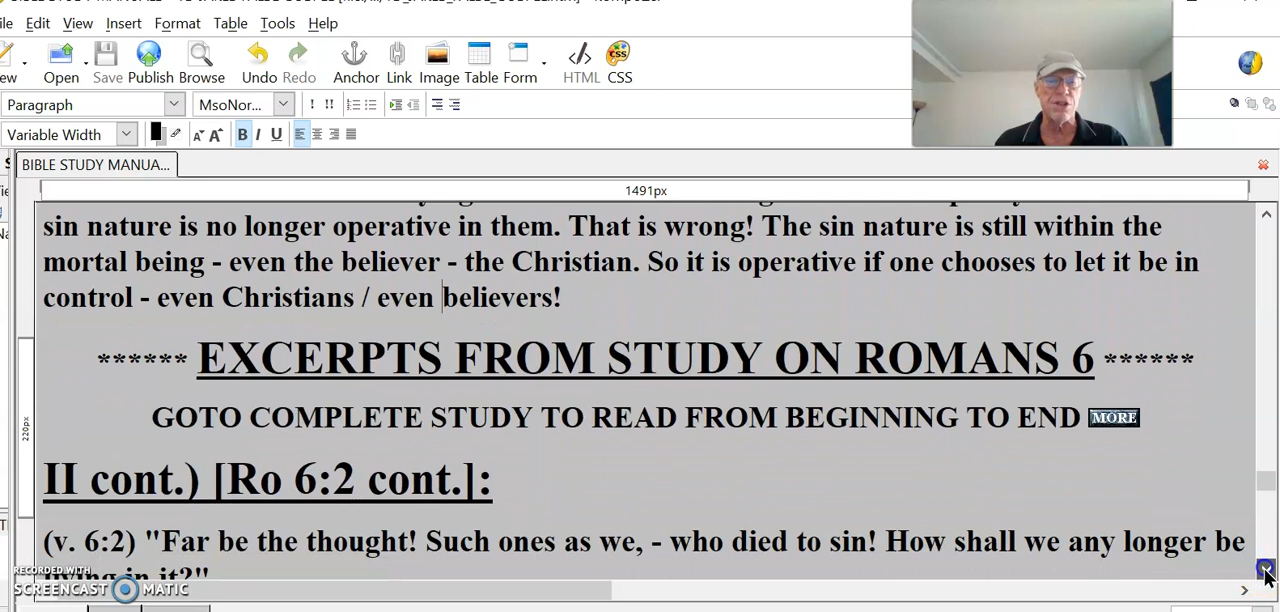 Edit View Insert Format Table Tools Help
Open Save Publish Browse Undo Redo Anchor Link Image Table Form HTML CSS
Paragraph MsoNor... ! !!
Variable Width B I U
BIBLE STUDY MANUA...
1491px
220px
sin nature is no longer operative in them. That is wrong! The sin nature is still within the
mortal being - even the believer - the Christian. So it is operative if one chooses to let it be in
control - even Christians / even believers!
****** EXCERPTS FROM STUDY ON ROMANS 6 ******
GOTO COMPLETE STUDY TO READ FROM BEGINNING TO END MORE
II cont.) [Ro 6:2 cont.]:
(v. 6:2) "Far be the thought! Such ones as we, - who died to sin! How shall we any longer be
living in it?"
RECORDED WITH
SCREENCAST MATIC